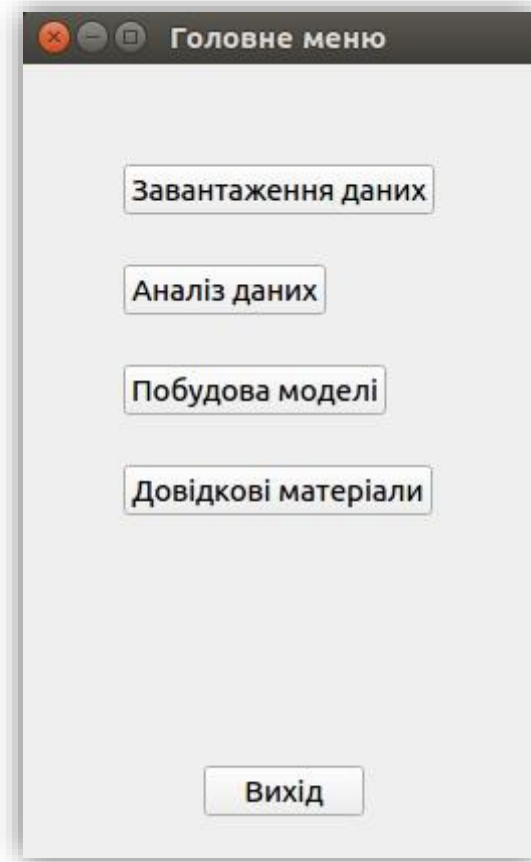 Головне меню
Завантаження даних
Аналіз даних
Побудова моделі
Довідкові матеріали
Вихід